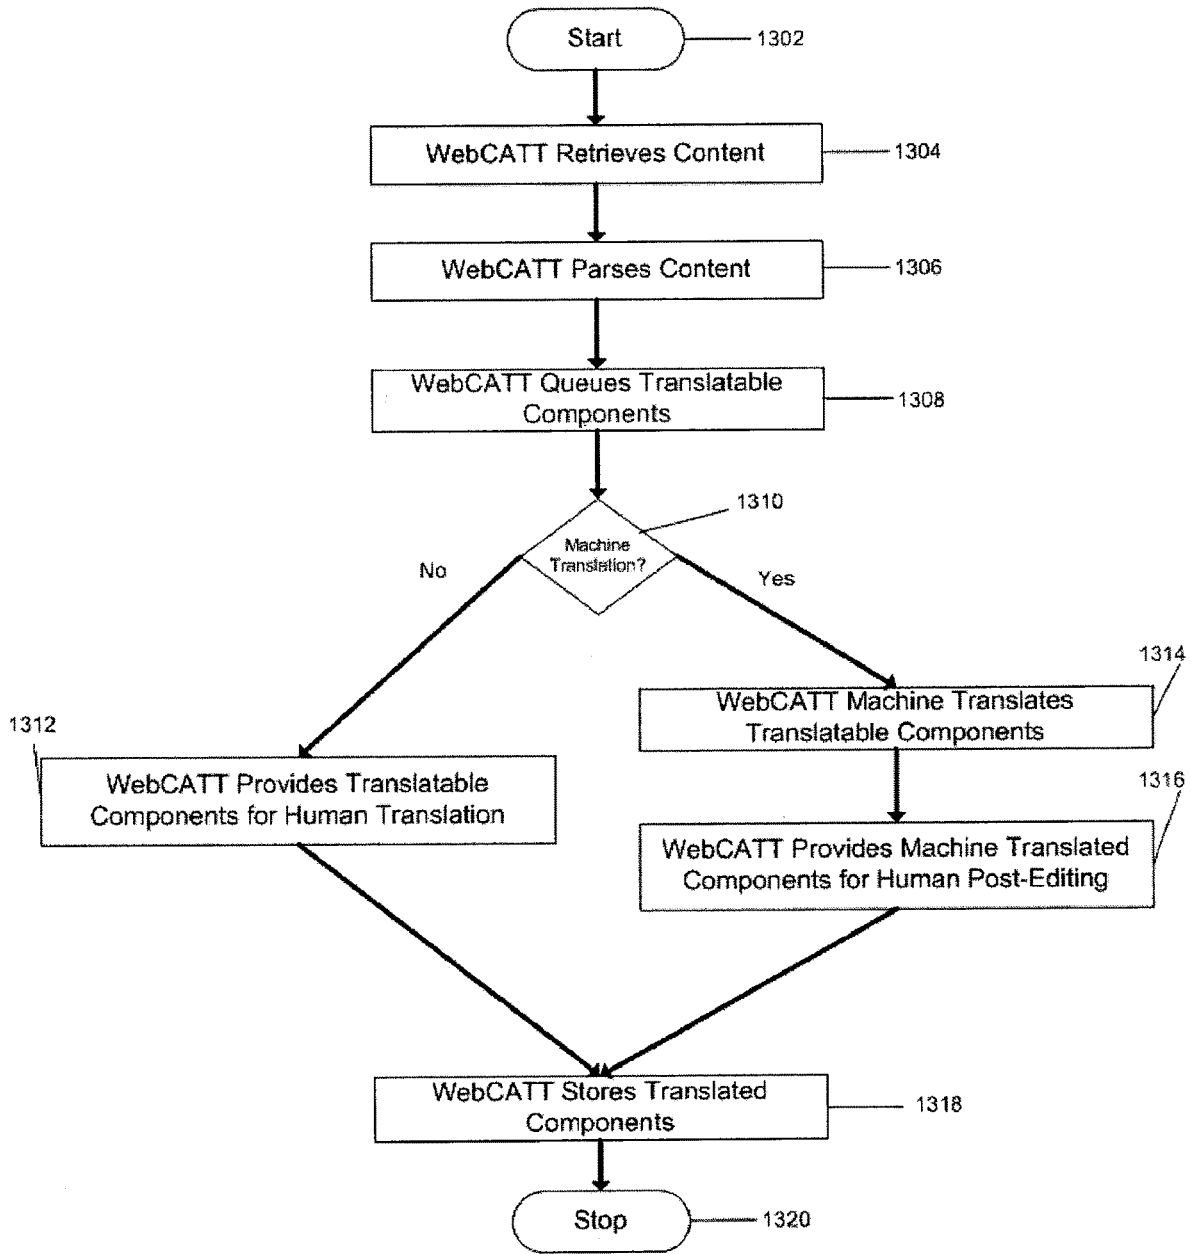 Start
1302
WebCATT Retrieves Content
1304
WebCATT Parses Content
1306
WebCATT Queues Translatable
Components
1308
1310
Machine
Translation?
No
Yes
1314
WebCATT Machine Translates
Translatable Components
1312
WebCATT Provides Translatable
Components for Human Translation
1316
WebCATT Provides Machine Translated
Components for Human Post-Editing
WebCATT Stores Translated
Components
1318
Stop
1320